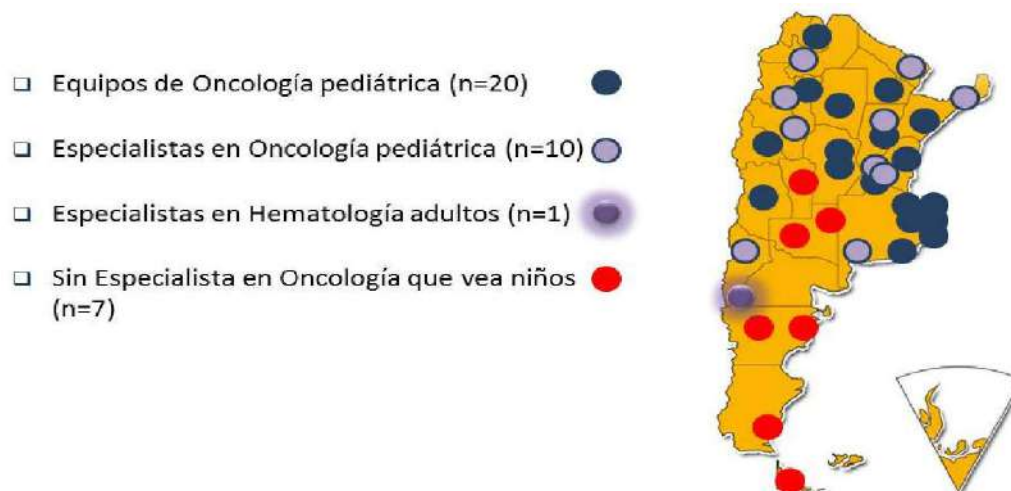 Equipos de Oncología pediátrica (n=20)
Especialistas en Oncología pediátrica (n=10)
Especialistas en Hematología adultos (n=1)
Sin Especialista en Oncología que vea niños
(n=7)